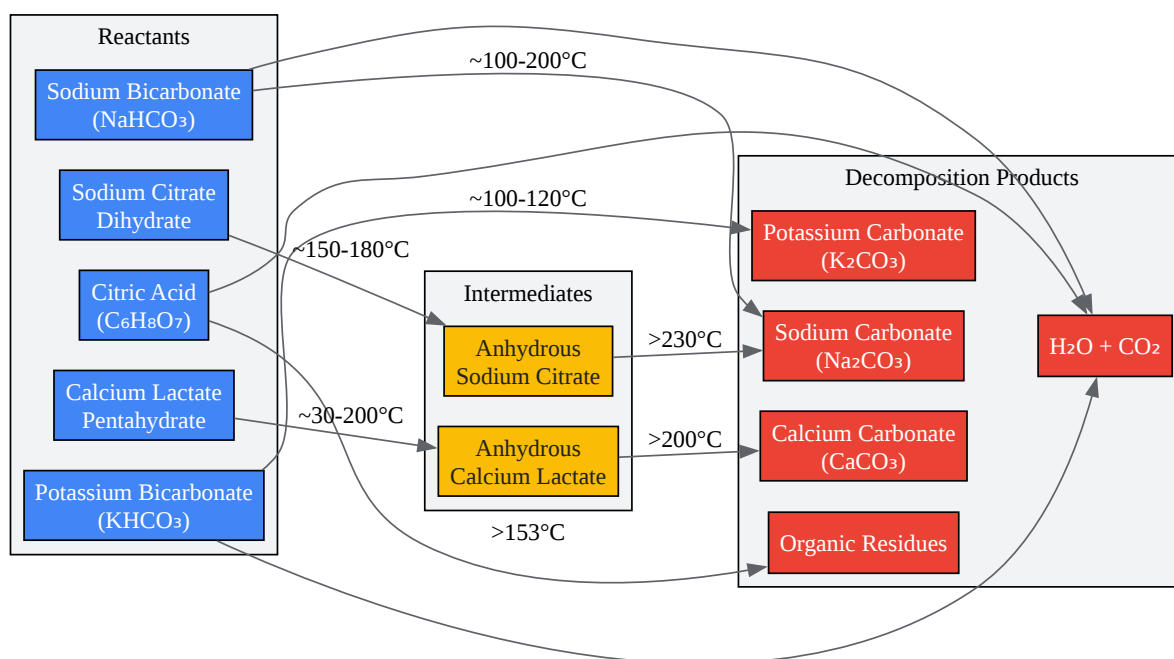 Reactants
Sodium Bicarbonate
(NaHCO₃)
Sodium Citrate
Dihydrate
Citric Acid
(C₆H₈O₇)
Calcium Lactate
Pentahydrate
Potassium Bicarbonate
(KHCO₃)
~100-200°C
~100-120°C
~150-180°C
~30-200°C
>153°C
Intermediates
Anhydrous
Sodium Citrate
Anhydrous
Calcium Lactate
>230°C
>200°C
Decomposition Products
Potassium Carbonate
(K₂CO₃)
Sodium Carbonate
(Na₂CO₃)
Calcium Carbonate
(CaCO₃)
Organic Residues
H₂O + CO₂